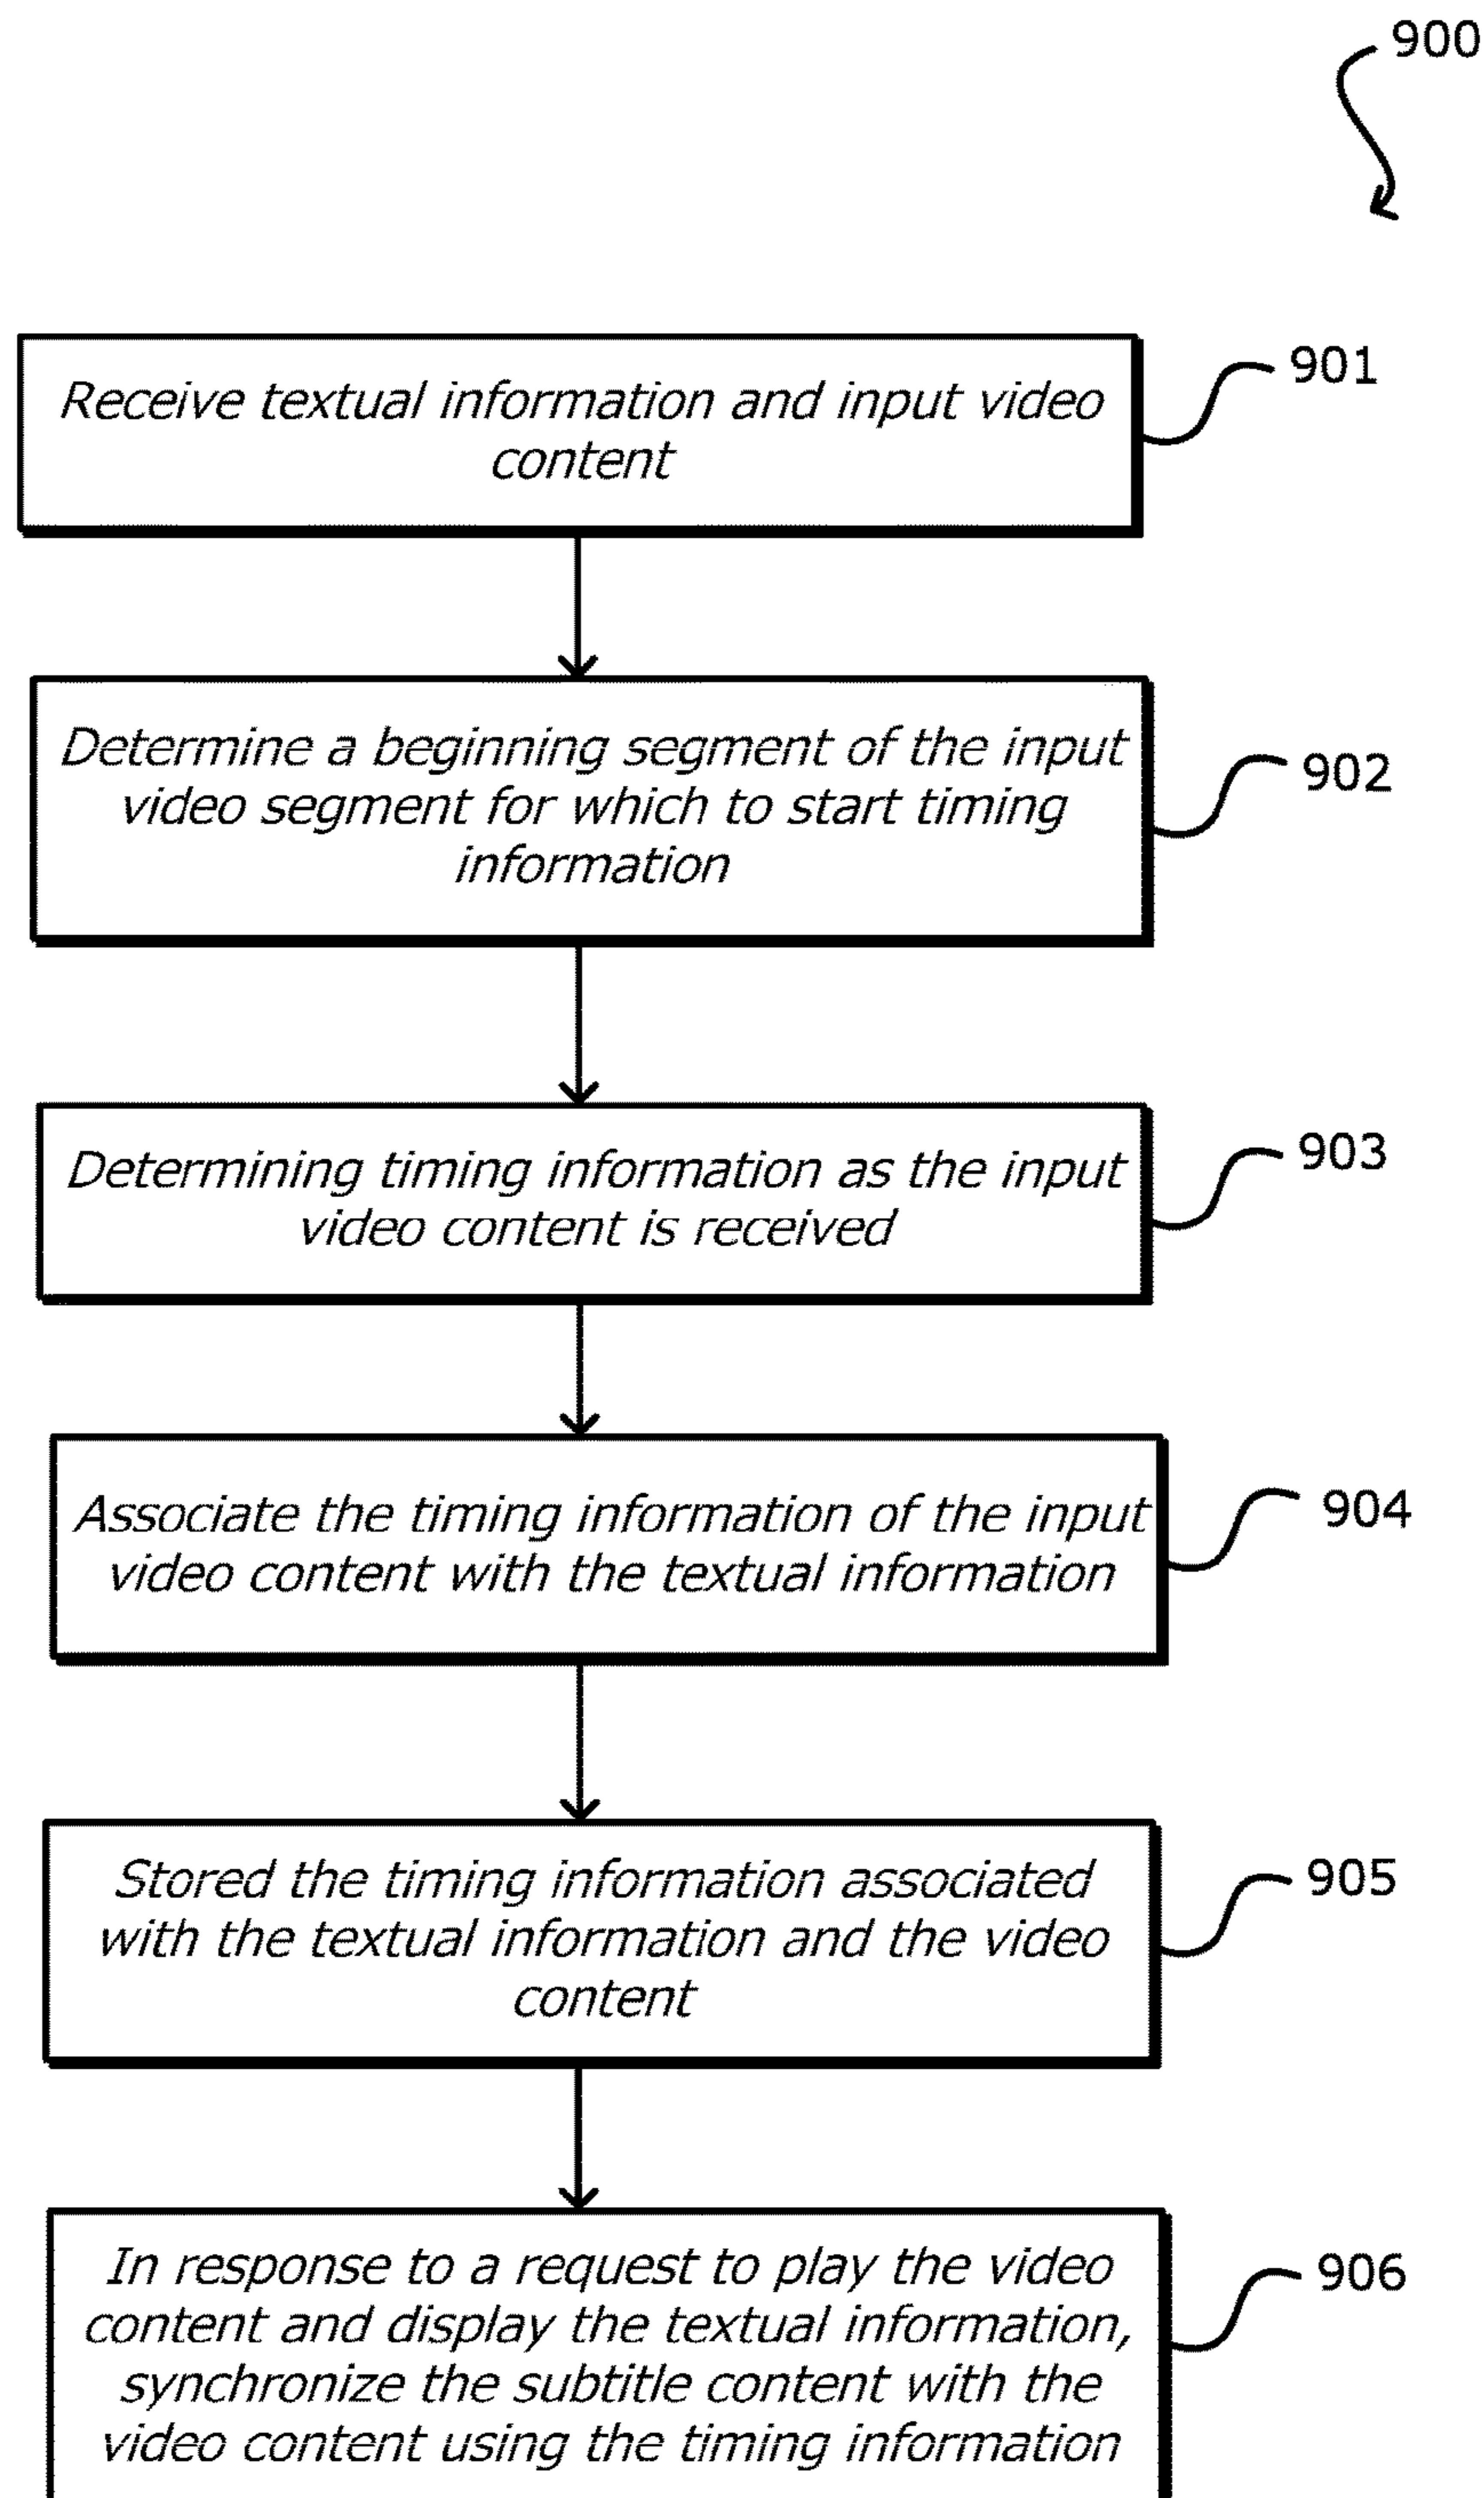 900
Receive textual information and input video
content
901
Determine a beginning segment of the input
video segment for which to start timing
information
902
Determining timing information as the input
video content is received
903
Associate the timing information of the input
video content with the textual information
904
Stored the timing information associated
with the textual information and the video
content
905
In response to a request to play the video
content and display the textual information,
synchronize the subtitle content with the
video content using the timing information
906